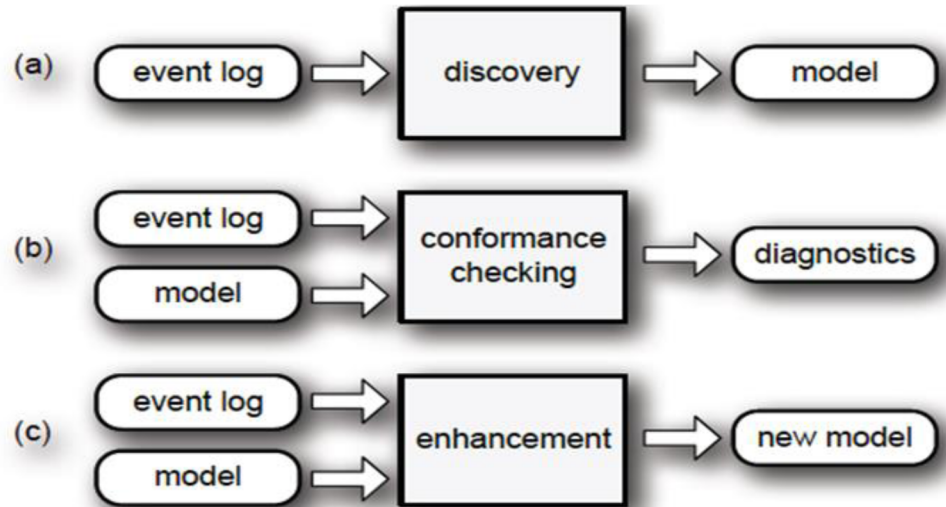 (a)
event log
discovery
model
(b)
event log
model
conformance
checking
diagnostics
(c)
event log
model
enhancement
new model